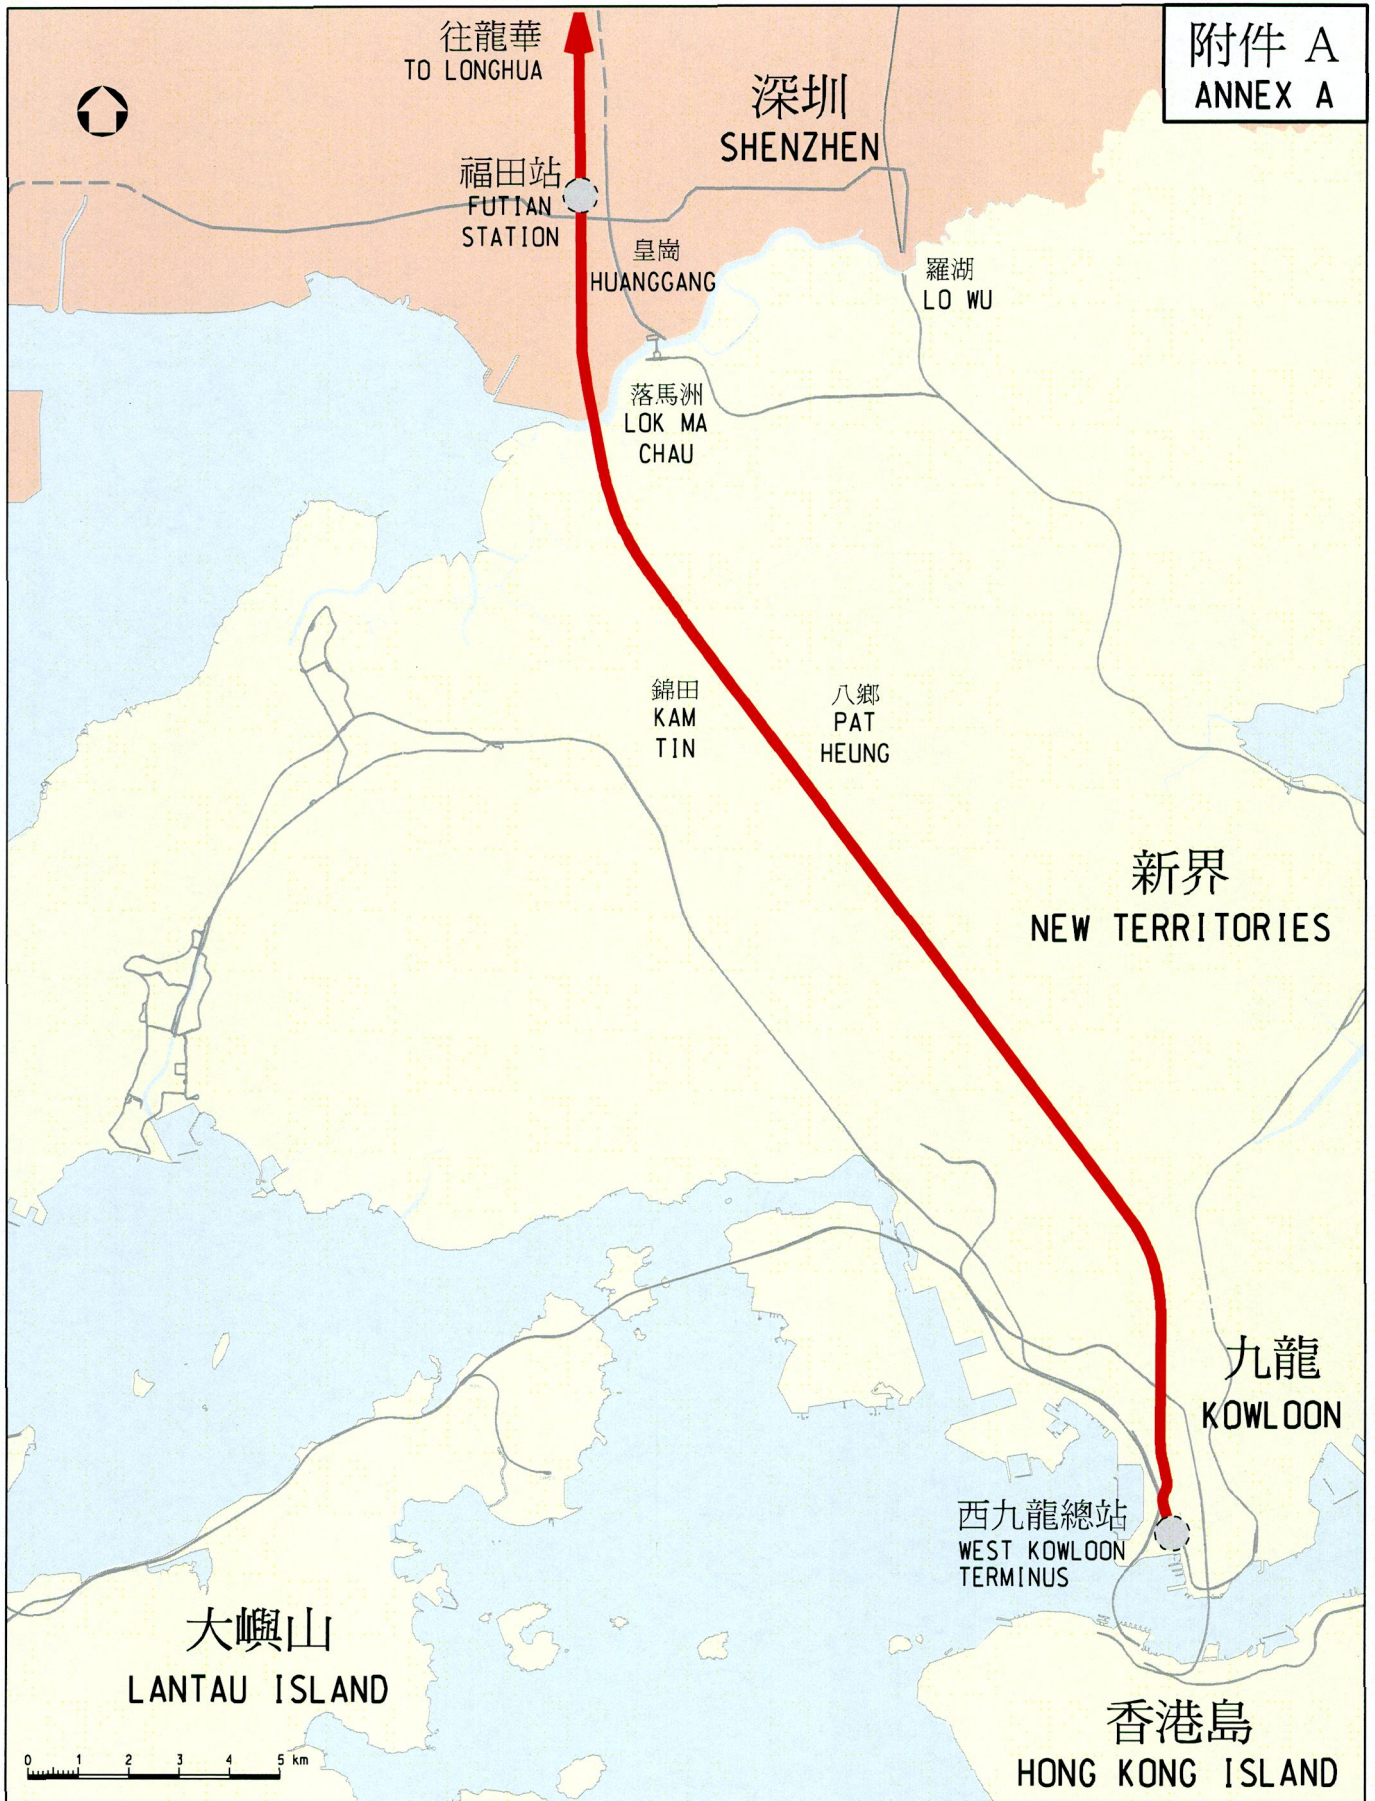 附件 A
ANNEX A
往龍華
TO LONGHUA
深圳
SHENZHEN
福田站
FUTIAN
STATION
皇崗
HUANGGANG
羅湖
LO WU
落馬洲
LOK MA
CHAU
錦田
KAM
TIN
八鄉
PAT
HEUNG
新界
NEW TERRITORIES
九龍
KOWLOON
西九龍總站
WEST KOWLOON
TERMINUS
大嶼山
LANTAU ISLAND
香港島
HONG KONG ISLAND
0 1 2 3 4 5 km